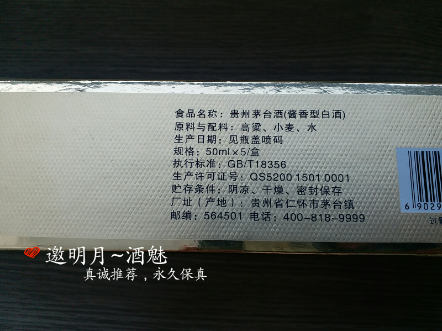 食品名称：贵州茅台酒(酱香型白酒)
原料与配料：高粱、小麦、水
生产日期：见瓶盖喷码
规格：50ml×5/盒
执行标准：GB/T18356
生产许可证号：QS5200 1501 0001
贮存条件：阴凉、干燥、密封保存
厂址（产地）：贵州省仁怀市茅台镇
邮编：564501 电话：400-818-9999
6 9029
邀明月~酒魅
真诚推荐，永久保真